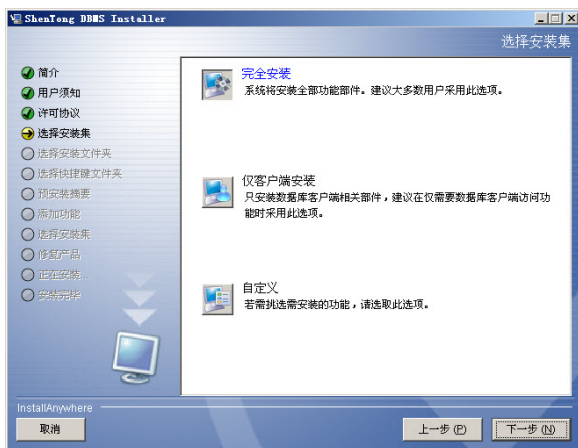 ShenTong DBMS Installer
选择安装集
简介
用户须知
许可协议
选择安装集
选择安装文件夹
选择快捷键文件夹
预安装摘要
添加功能
选择安装集
修复产品
正在安装...
安装完毕
完全安装
系统将安装全部功能部件。建议大多数用户采用此选项。
仅客户端安装
只安装数据库客户端相关部件，建议在仅需要数据库客户端访问功
能时采用此选项。
自定义
若需挑选需安装的功能，请选取此选项。
InstallAnywhere
取消
上一步(P)
下一步(N)